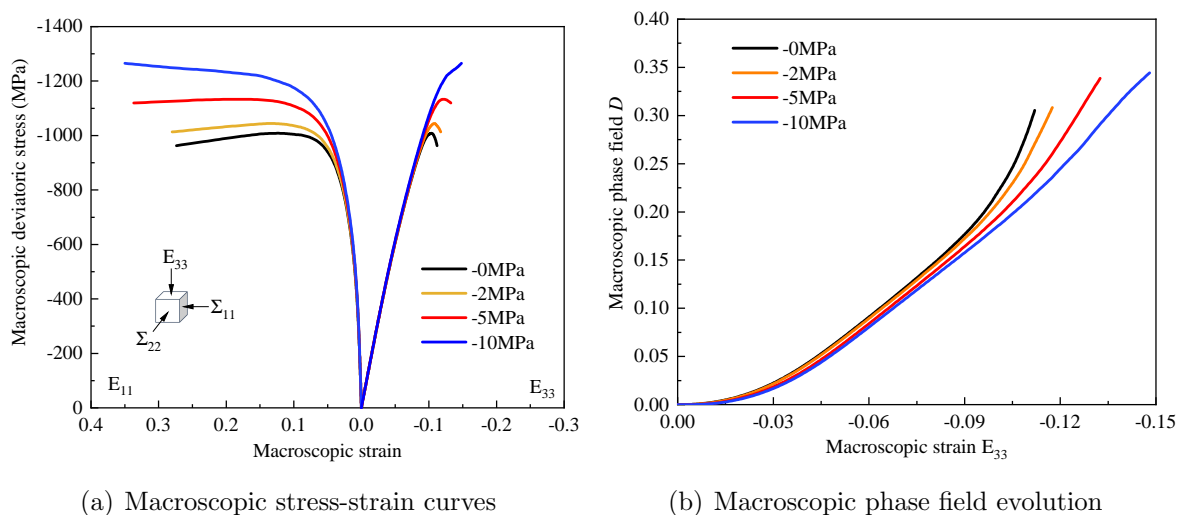 -1400
-1200
-1000
-800
-600
-400
-200
0
Macroscopic deviatoric stress (MPa)
E33
Σ11
Σ22
-0MPa
-2MPa
-5MPa
-10MPa
E11
E33
0.4 0.3 0.2 0.1 0.0 -0.1 -0.2 -0.3
Macroscopic strain
(a) Macroscopic stress-strain curves
0.40
0.35
0.30
0.25
0.20
0.15
0.10
0.05
0.00
Macroscopic phase field D
-0MPa
-2MPa
-5MPa
-10MPa
0.00 -0.03 -0.06 -0.09 -0.12 -0.15
Macroscopic strain E33
(b) Macroscopic phase field evolution